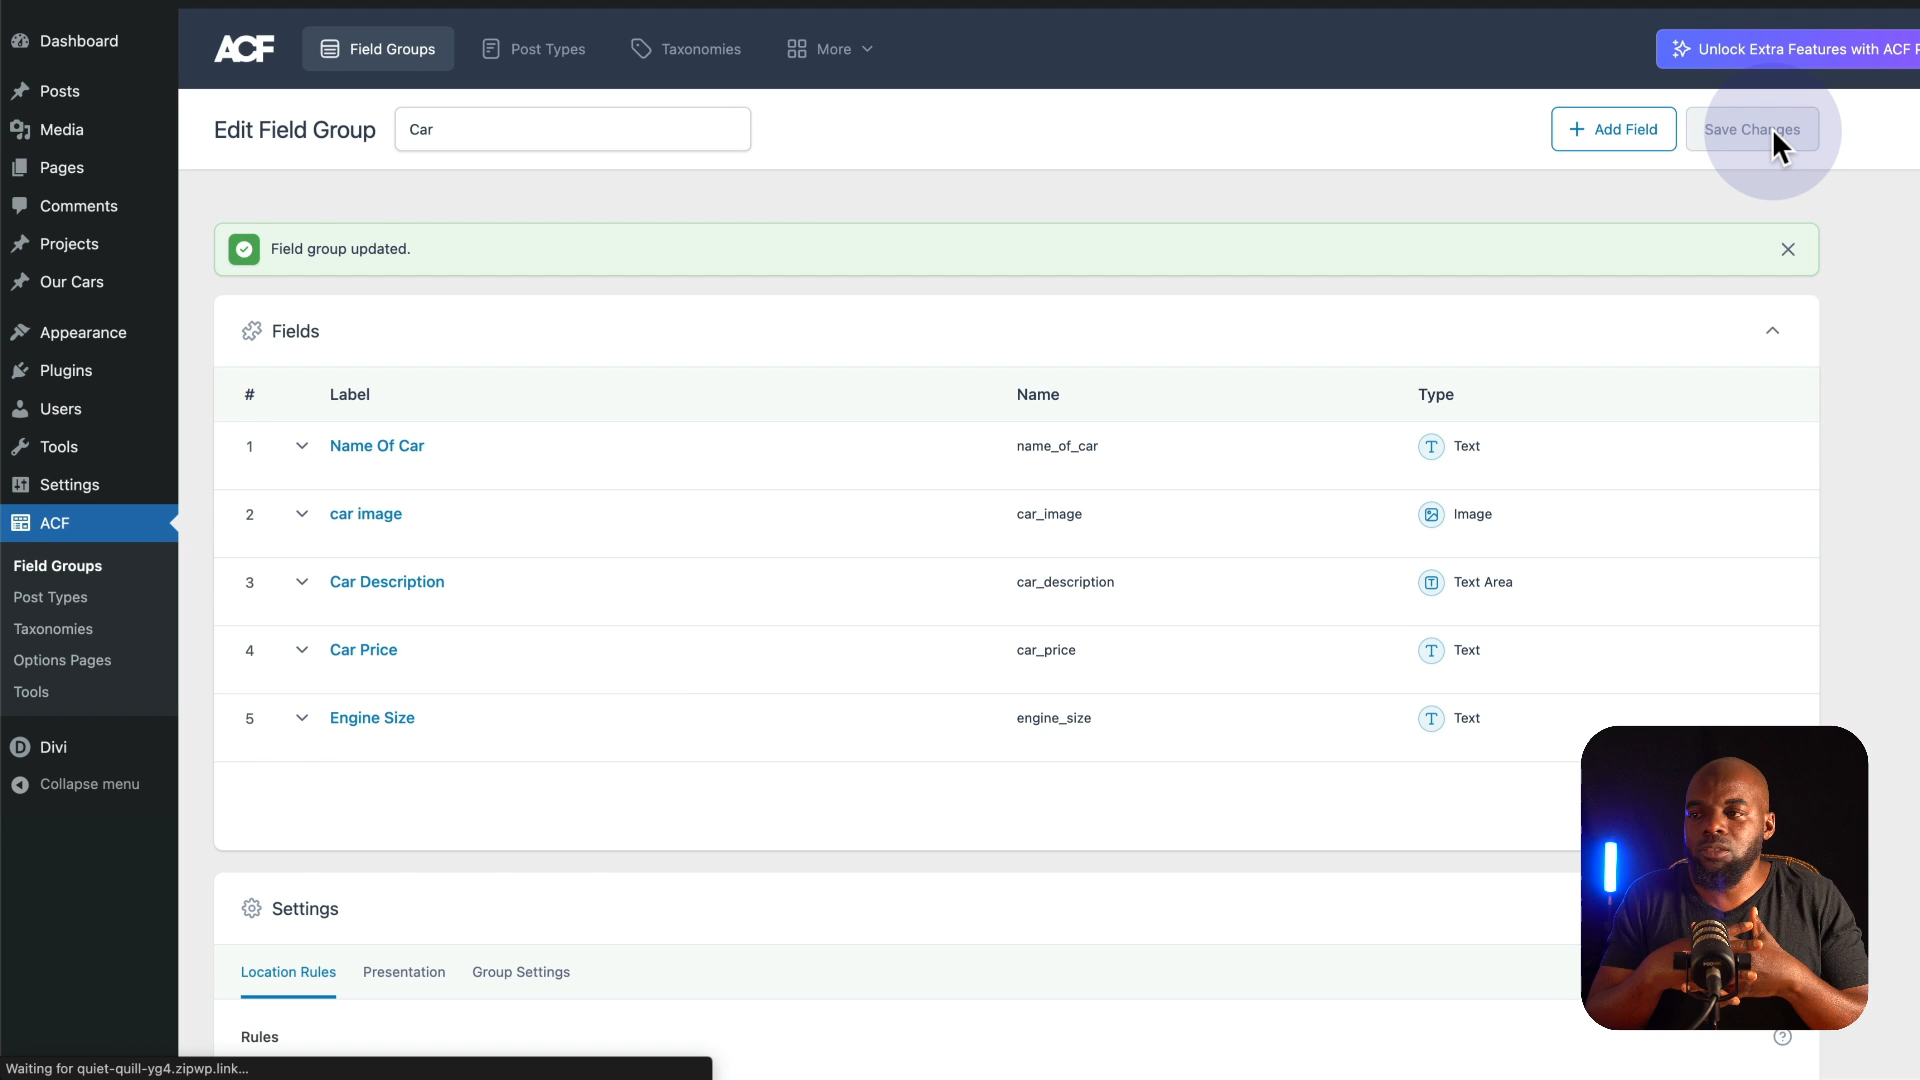 Dashboard
Posts
Media
Pages
Comments
Projects
Our Cars
Appearance
Plugins
Users
Tools
Settings
ACF
Field Groups
Post Types
Taxonomies
Options Pages
Tools
Divi
Collapse menu
ACF
Field Groups
Post Types
Taxonomies
More
Unlock Extra Features with ACF P
Edit Field Group
Car
+ Add Field
Save Changes
Field group updated.
Fields
# Label Name Type
1 Name Of Car name_of_car Text
2 car image car_image Image
3 Car Description car_description Text Area
4 Car Price car_price Text
5 Engine Size engine_size Text
Settings
Location Rules Presentation Group Settings
Rules
Waiting for quiet-quill-yg4.zipwp.link...